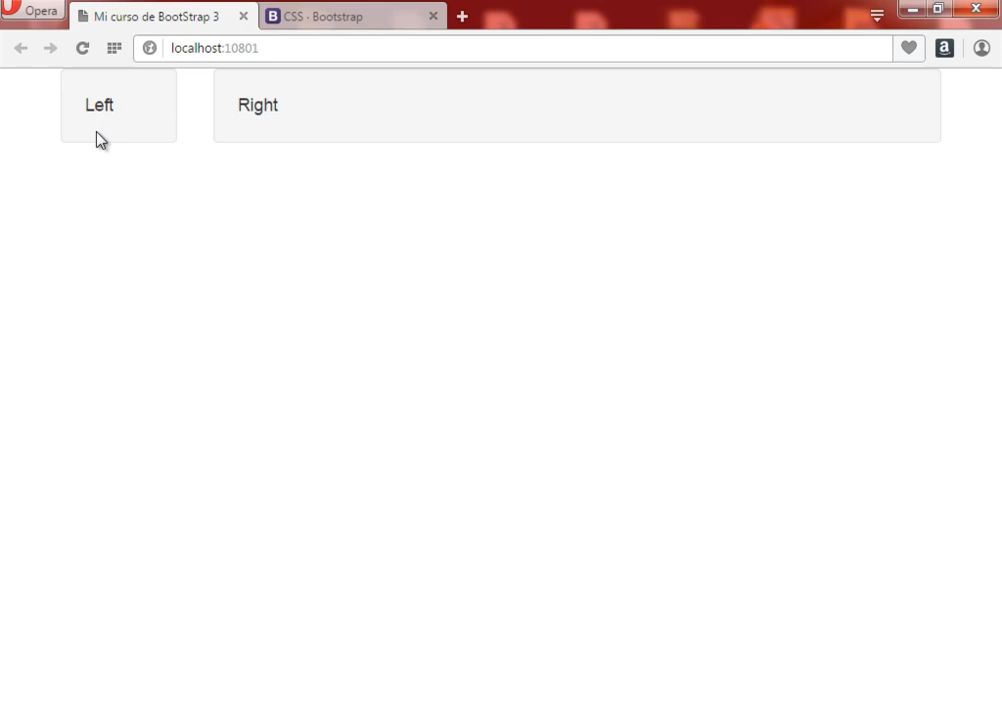 Opera
Mi curso de BootStrap 3
B CSS · Bootstrap
localhost:10801
a
Left
Right